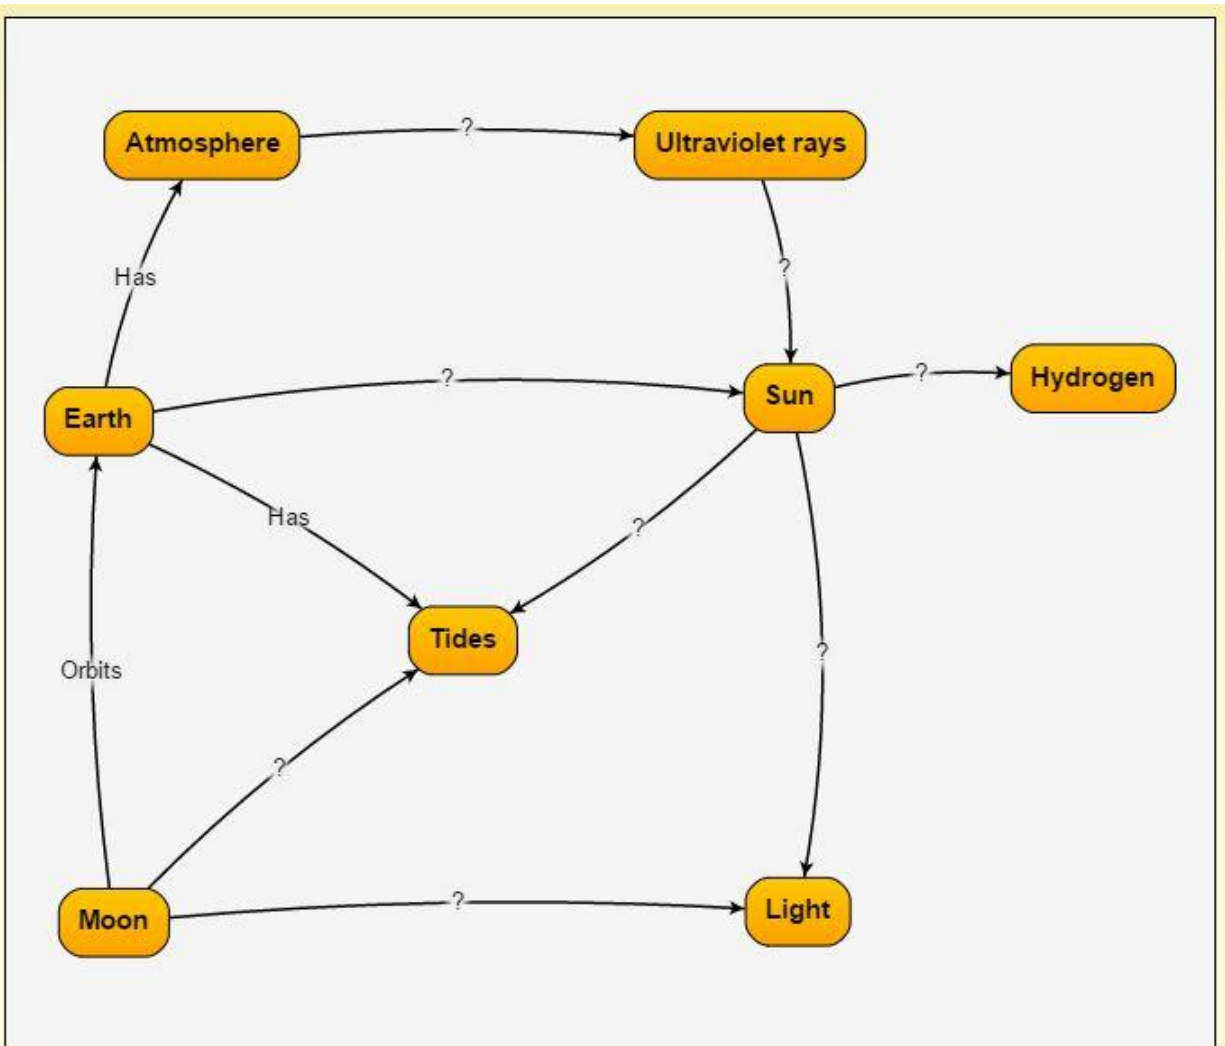 Atmosphere
?
Ultraviolet rays
Has
?
Earth
?
Sun
?
Hydrogen
Has
?
Tides
Orbits
?
?
Moon
?
Light